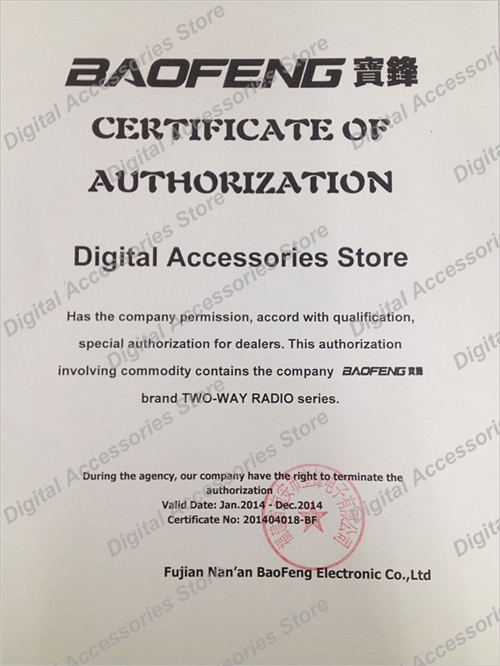 BAOFENG 寶鋒
CERTIFICATE OF
AUTHORIZATION
Digital Accessories Store
Has the company permission, accord with qualification,
special authorization for dealers. This authorization
involving commodity contains the company BAOFENG 寶鋒
brand TWO-WAY RADIO series.
During the agency, our company have the right to terminate the
authorization
Valid Date: Jan.2014 - Dec.2014
Certificate No: 201404018-BF
Fujian Nan'an BaoFeng Electronic Co.,Ltd
Digital Accessories Store